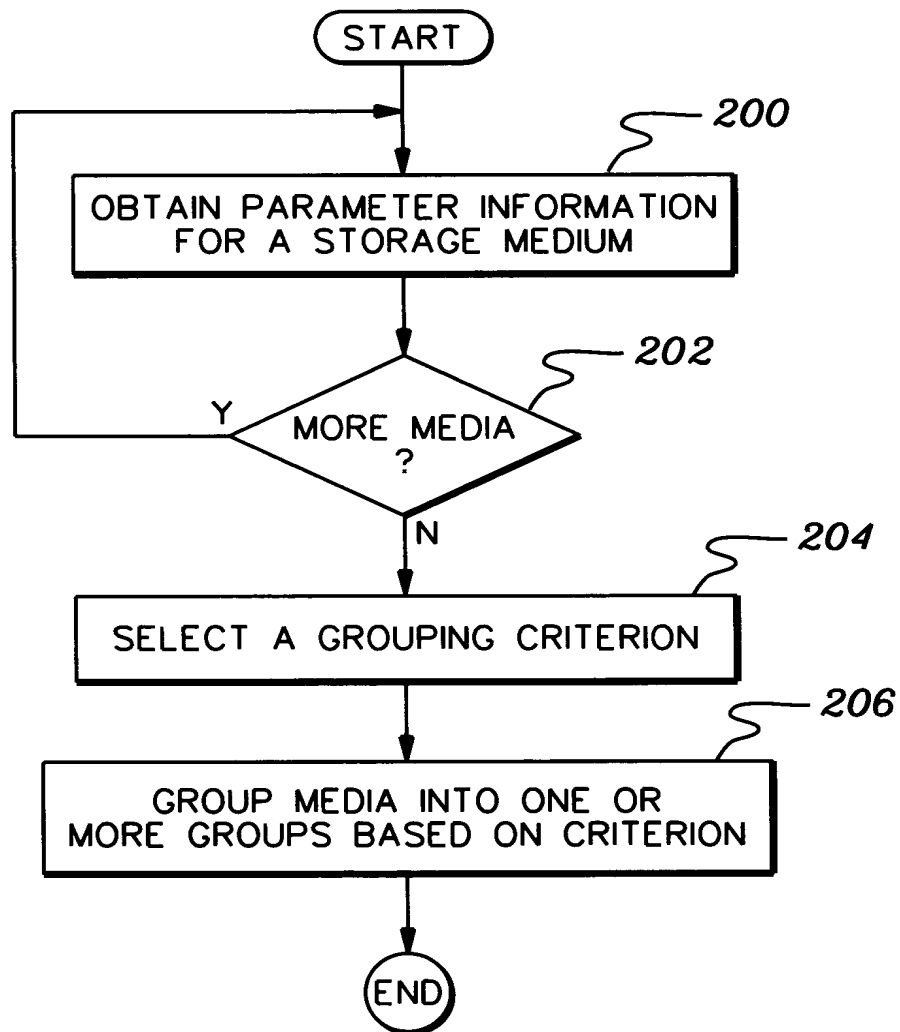 START
200
OBTAIN PARAMETER INFORMATION
FOR A STORAGE MEDIUM
202
Y
MORE MEDIA
?
N
204
SELECT A GROUPING CRITERION
206
GROUP MEDIA INTO ONE OR
MORE GROUPS BASED ON CRITERION
END